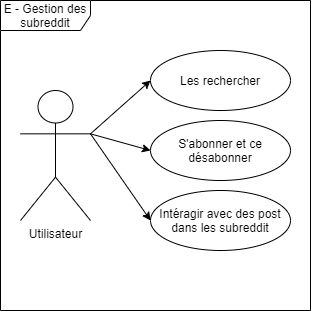 E - Gestion des
subreddit
Les rechercher
S'abonner et ce
désabonner
Intéragir avec des post
dans les subreddit
Utilisateur